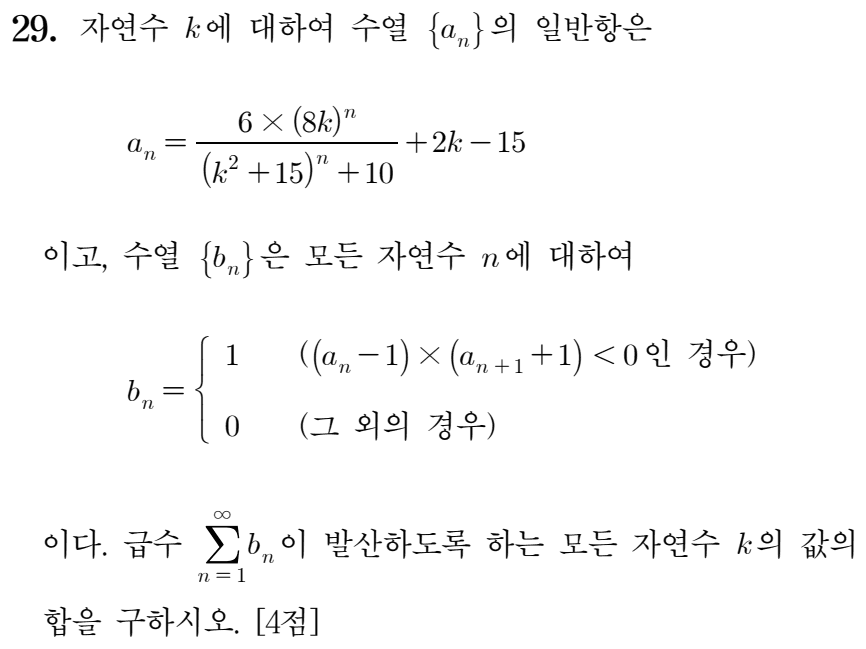 29. 자연수 k에 대하여 수열 {aₙ}의 일반항은
aₙ = \frac{6×(8k)ⁿ}{(k²+15)ⁿ+10} + 2k − 15
이고, 수열 {bₙ}은 모든 자연수 n에 대하여
bₙ = { 1 ((aₙ−1)×(aₙ₊₁+1) < 0인 경우)
0 (그 외의 경우)
이다. 급수 \sum_{n=1}^{∞} bₙ이 발산하도록 하는 모든 자연수 k의 값의
합을 구하시오. [4점]